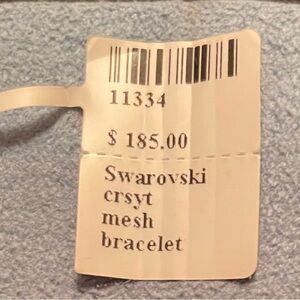 11334
$ 185.00
Swarovski
crsyt
mesh
bracelet